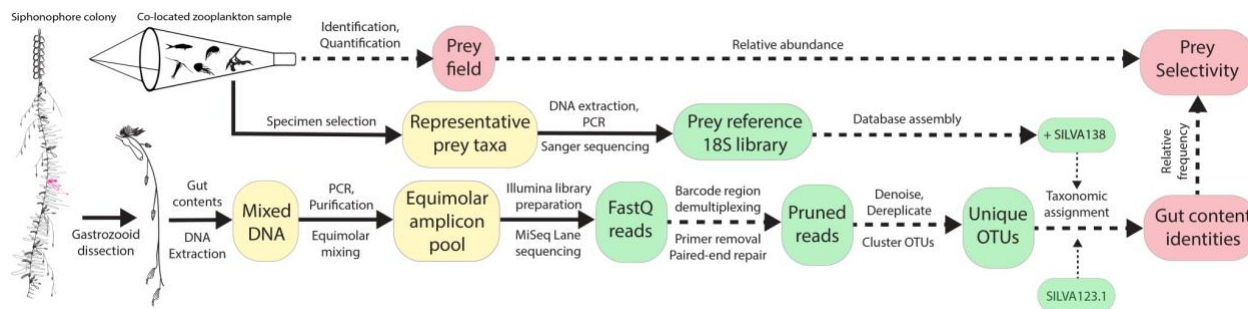 Siphonophore colony
Co-located zooplankton sample
Identification,
Quantification
Prey
field
Relative abundance
Prey
Selectivity
Specimen selection
Representative
prey taxa
DNA extraction,
PCR
Sanger sequencing
Prey reference
18S library
Database assembly
+ SILVA138
Relative
frequency
Gastrozooid
dissection
Gut
contents
DNA
Extraction
Mixed
DNA
PCR,
Purification
Equimolar
mixing
Equimolar
amplicon
pool
Illumina library
preparation
MiSeq Lane
sequencing
FastQ
reads
Barcode region
demultiplexing
Primer removal
Paired-end repair
Pruned
reads
Denoise,
Dereplicate
Cluster OTUs
Unique
OTUs
Taxonomic
assignment
Gut content
identities
SILVA123.1